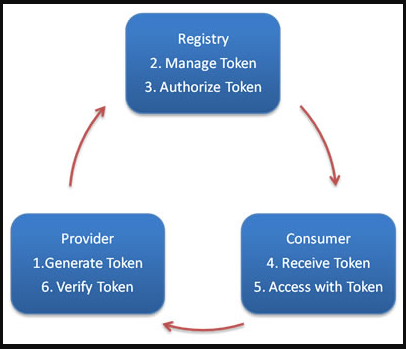 Registry
2. Manage Token
3. Authorize Token
Provider
1.Generate Token
6. Verify Token
Consumer
4. Receive Token
5. Access with Token